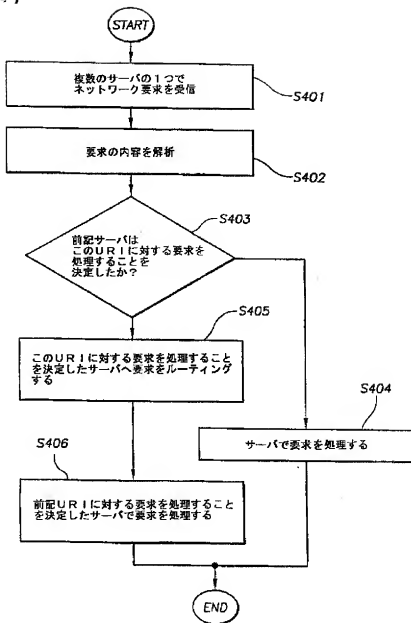 START
複数のサーバの１つで
ネットワーク要求を受信
S401
要求の内容を解析
S402
S403
前記サーバは
このＵＲＩに対する要求を
処理することを
決定したか？
S405
このＵＲＩに対する要求を処理すること
を決定したサーバへ要求をルーティング
する
S404
サーバで要求を処理する
S406
前記ＵＲＩに対する要求を処理すること
を決定したサーバで要求を処理する
END